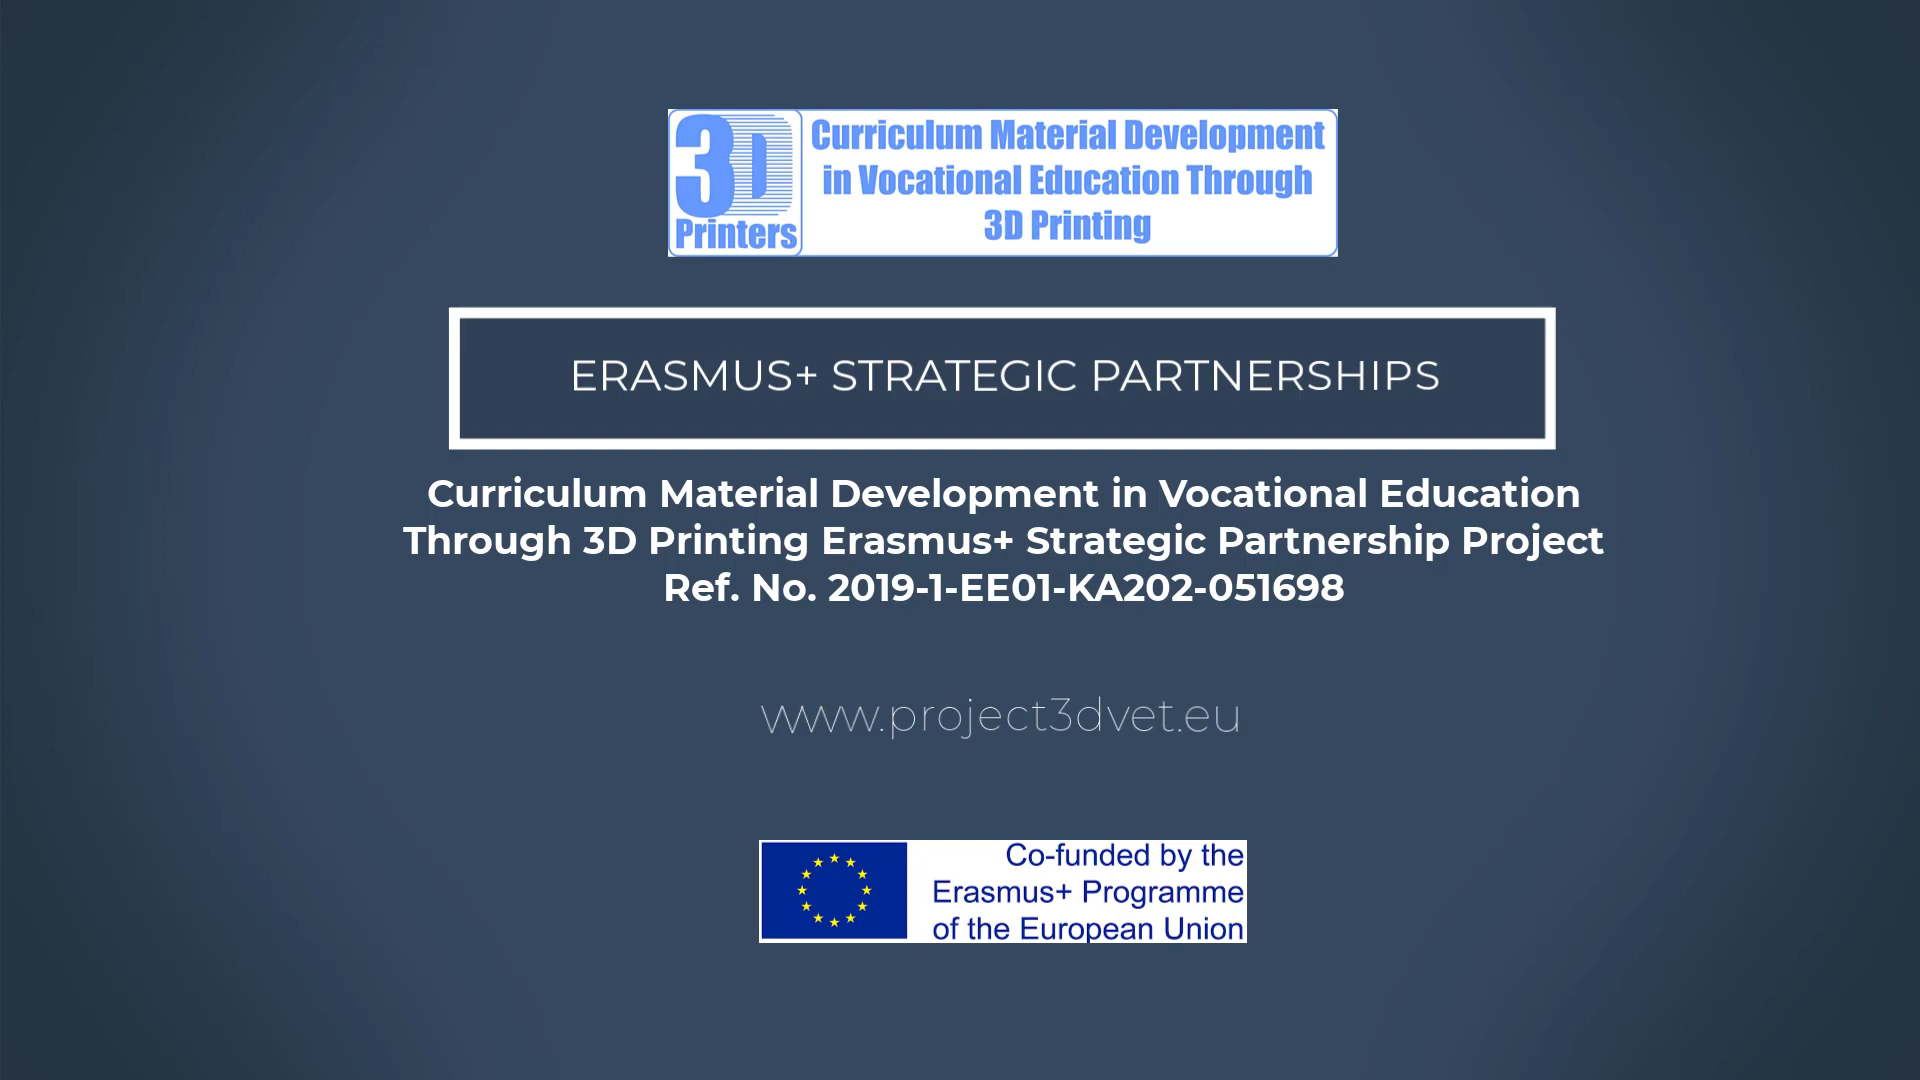 3D
Printers
Curriculum Material Development
in Vocational Education Through
3D Printing
ERASMUS+ STRATEGIC PARTNERSHIPS
Curriculum Material Development in Vocational Education
Through 3D Printing Erasmus+ Strategic Partnership Project
Ref. No. 2019-1-EE01-KA202-051698
www.project3dvet.eu
Co-funded by the
Erasmus+ Programme
of the European Union